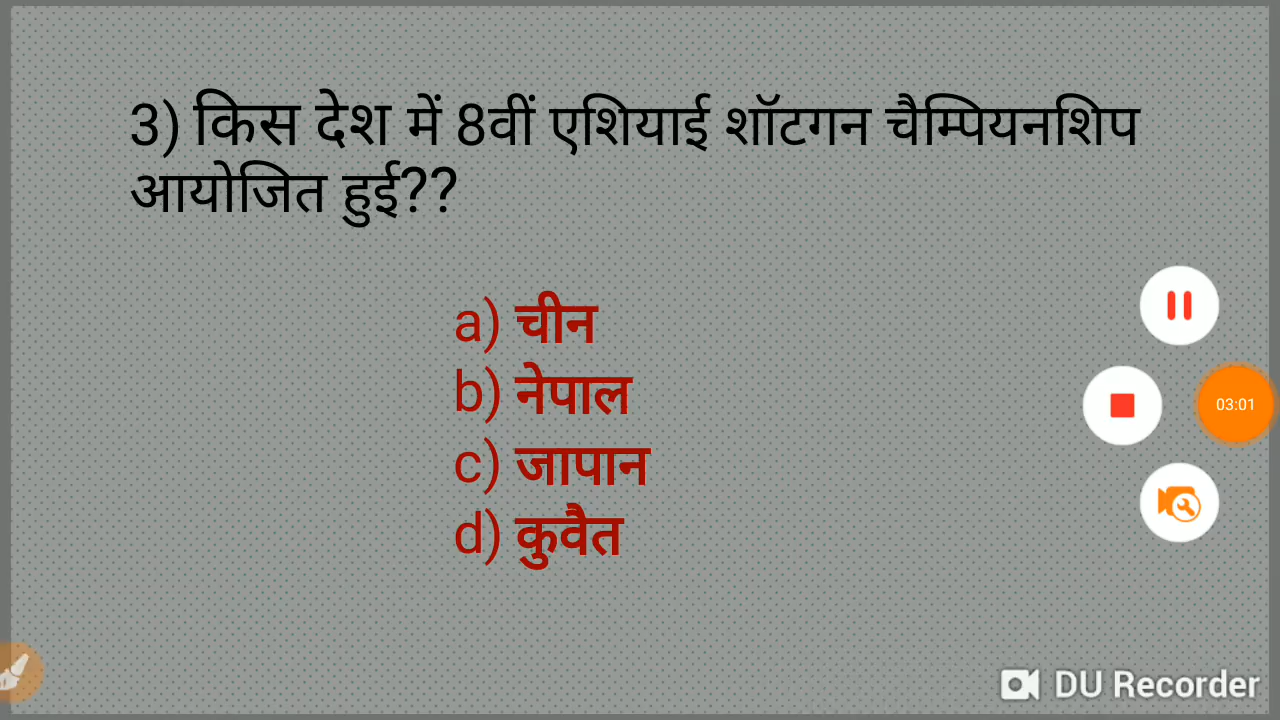 3) किस देश में 8वीं एशियाई शॉटगन चैम्पियनशिप
आयोजित हुई??
a) चीन
b) नेपाल
c) जापान
d) कुवैत
03:01
DU Recorder